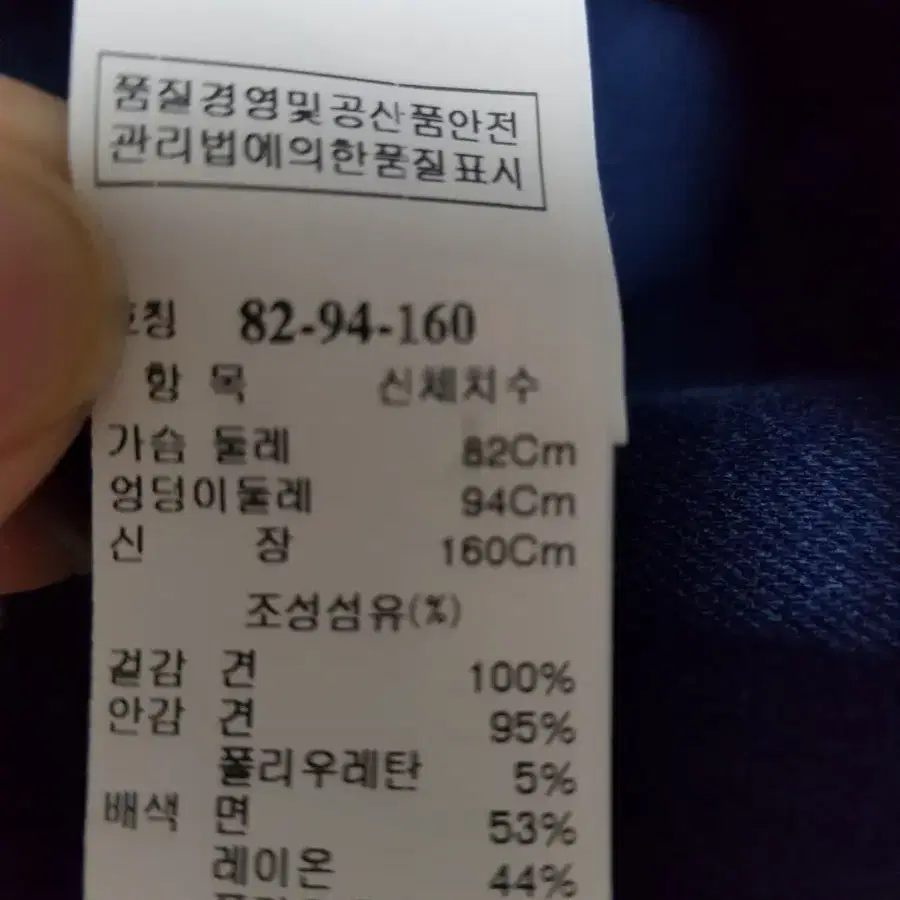 품질경영및공산품안전
관리법에의한품질표시
호칭 82-94-160
항 목 신체치수
가슴 둘레 82Cm
엉덩이둘레 94Cm
신 장 160Cm
조성섬유(%)
겉감 견 100%
안감 견 95%
폴리우레탄 5%
배색 면 53%
레이온 44%